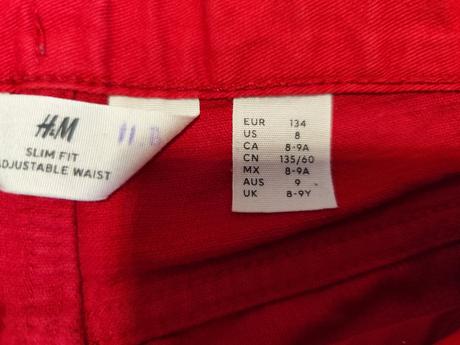 H&M
SLIM FIT
ADJUSTABLE WAIST
EUR 134
US 8
CA 8-9A
CN 135/60
MX 8-9A
AUS 9
UK 8-9Y